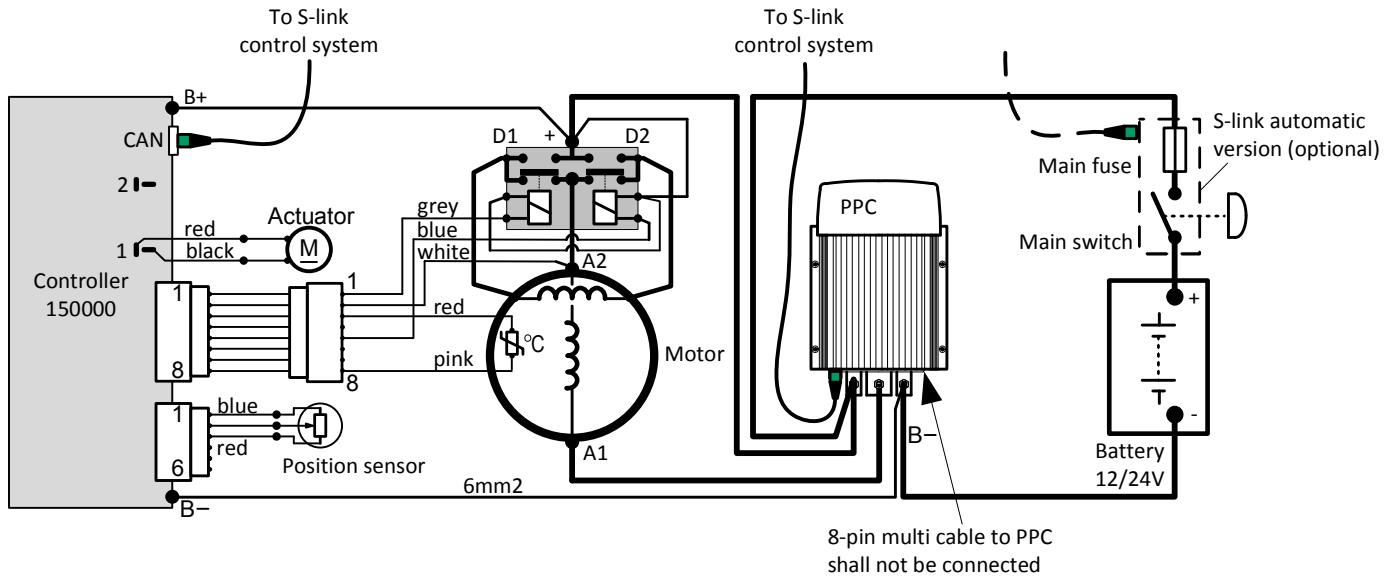 To S-link
control system
To S-link
control system
B+
CAN
2
1
red
black
Actuator
M
Controller
150000
1
8
1
8
1
6
blue
red
Position sensor
B−
6mm2
grey
blue
white
red
pink
D1
+
D2
A2
°C
Motor
A1
PPC
B−
8-pin multi cable to PPC
shall not be connected
Main fuse
Main switch
S-link automatic
version (optional)
+
-
Battery
12/24V